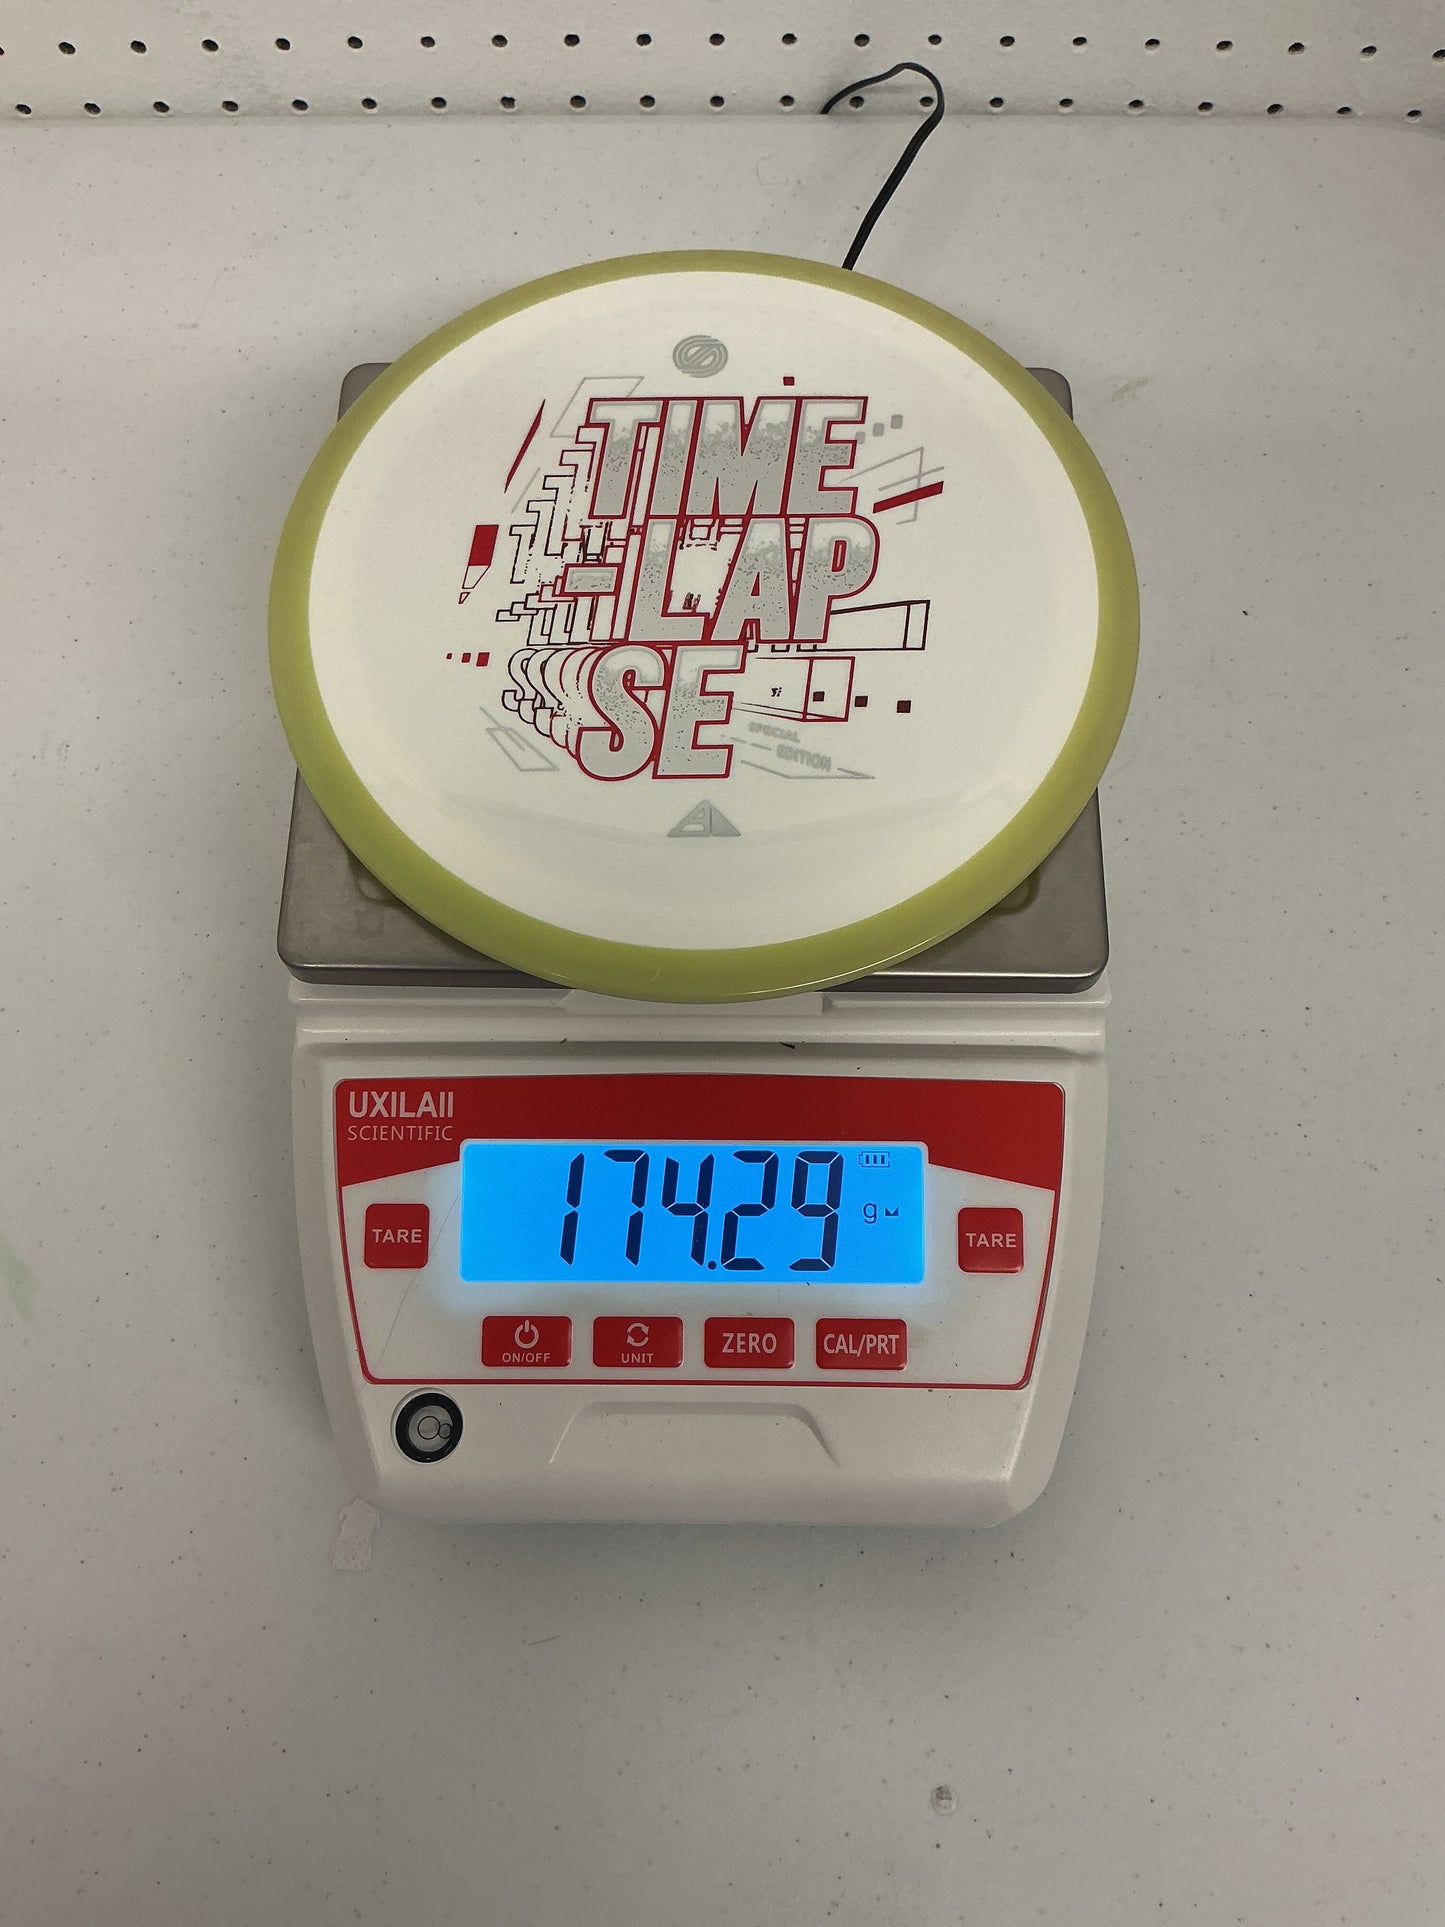 TIME
-LAP
SE
SPECIAL
EDITION
UXILAII
SCIENTIFIC
174.29 g
TARE
TARE
ON/OFF
UNIT
ZERO
CAL/PRT